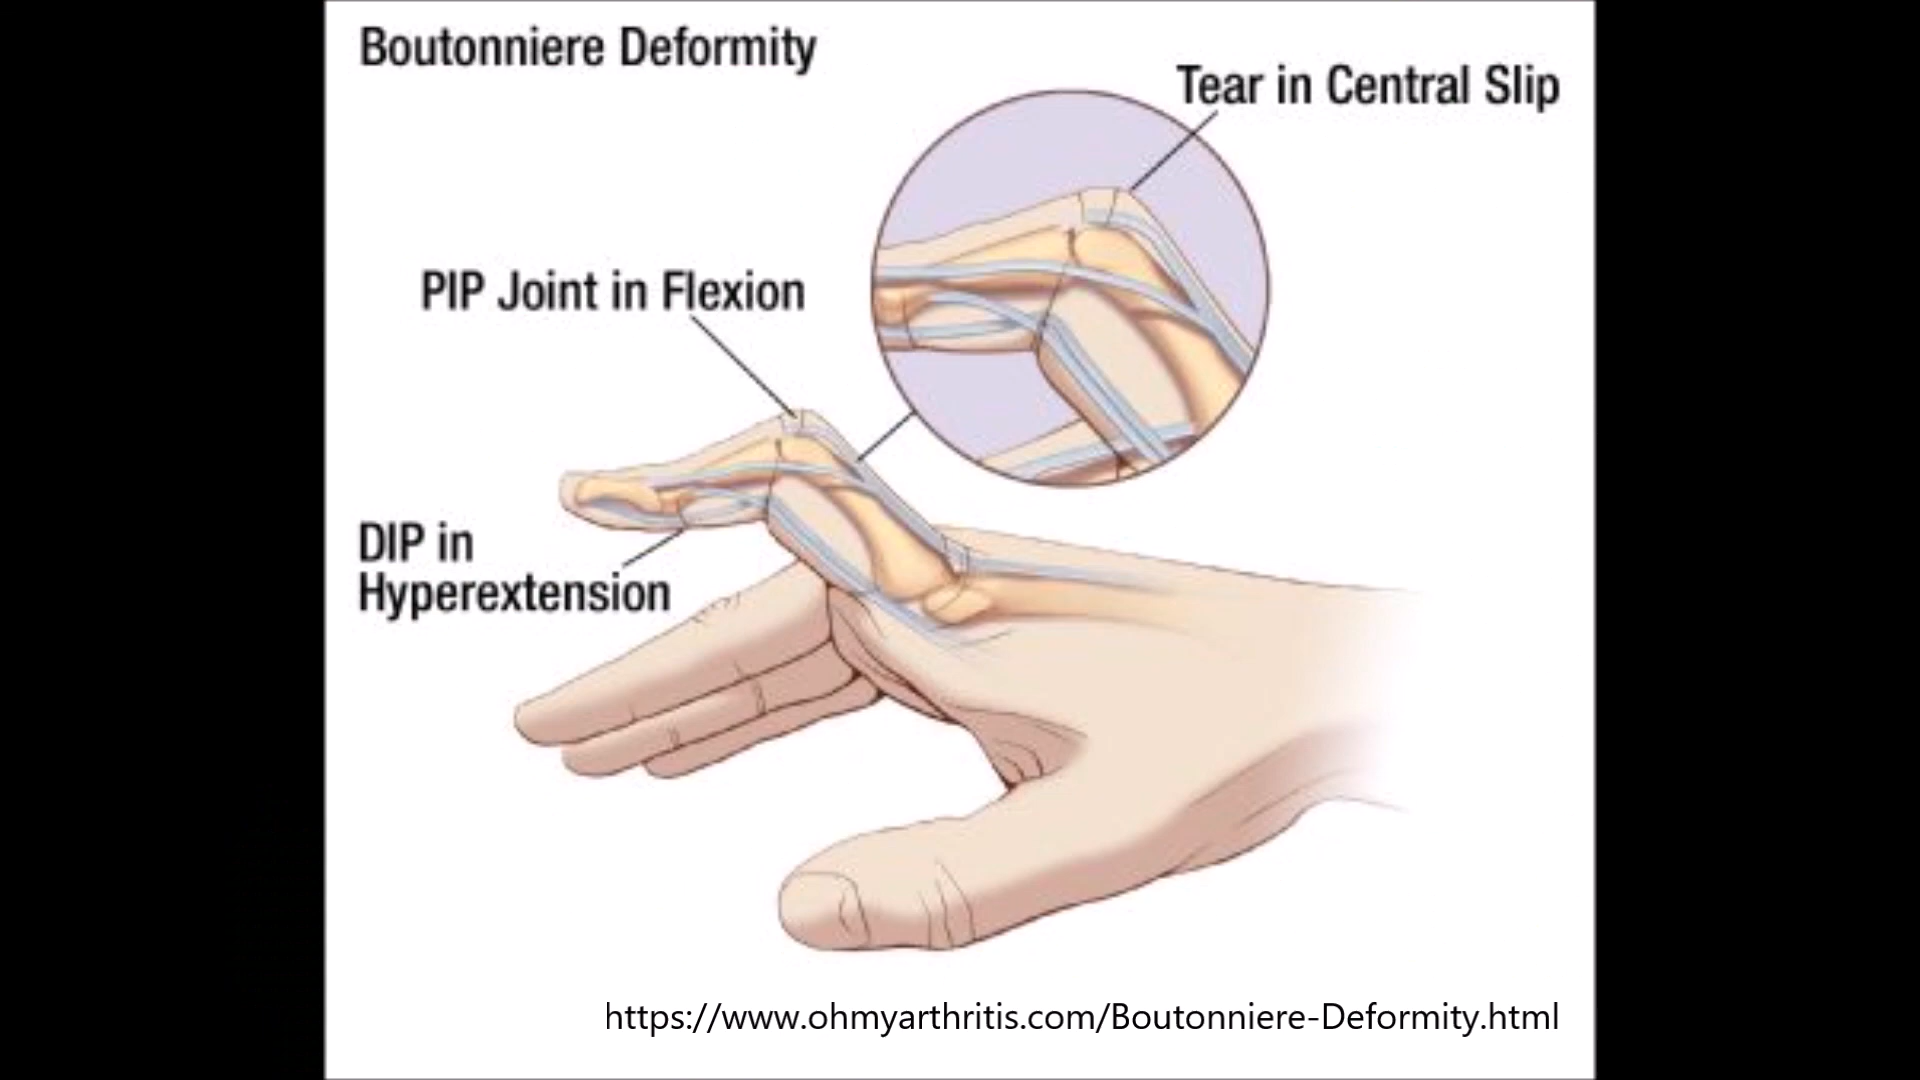 Boutonniere Deformity
Tear in Central Slip
PIP Joint in Flexion
DIP in
Hyperextension
https://www.ohmyarthritis.com/Boutonniere-Deformity.html